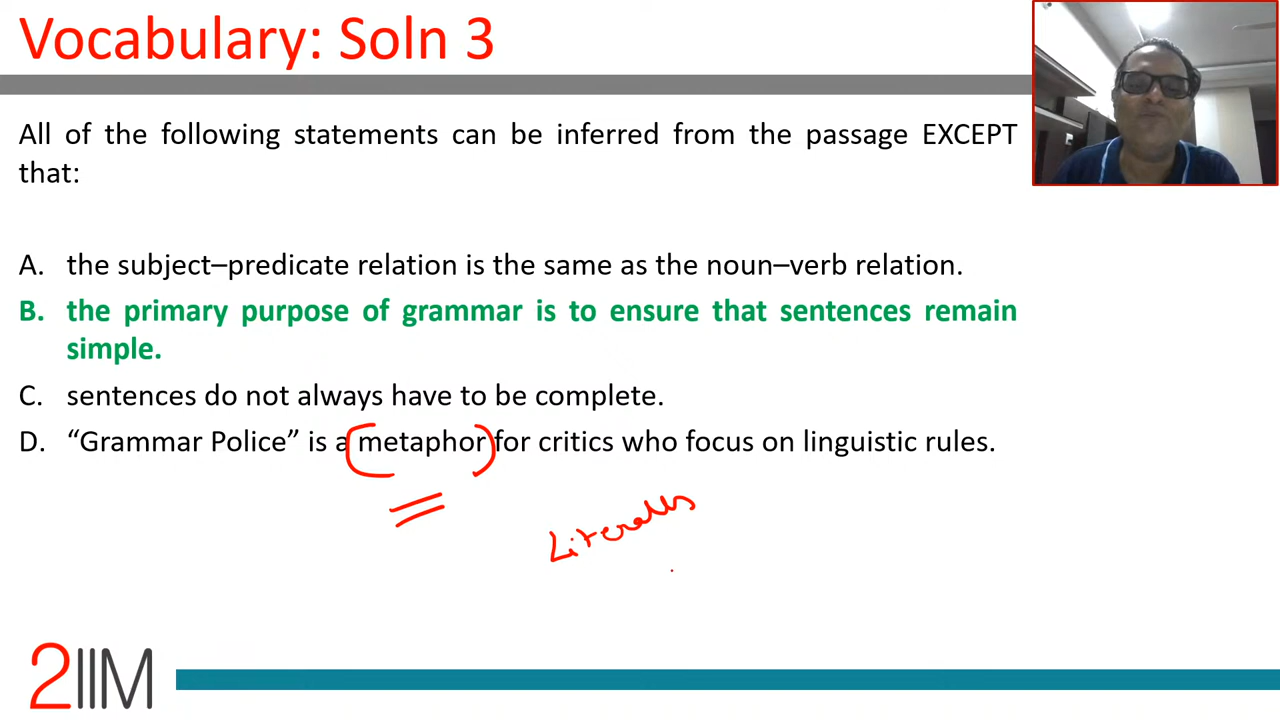 Vocabulary: Soln 3
All of the following statements can be inferred from the passage EXCEPT
that:
A. the subject–predicate relation is the same as the noun–verb relation.
B. the primary purpose of grammar is to ensure that sentences remain
simple.
C. sentences do not always have to be complete.
D. “Grammar Police” is a metaphor for critics who focus on linguistic rules.
Literally
2IIM